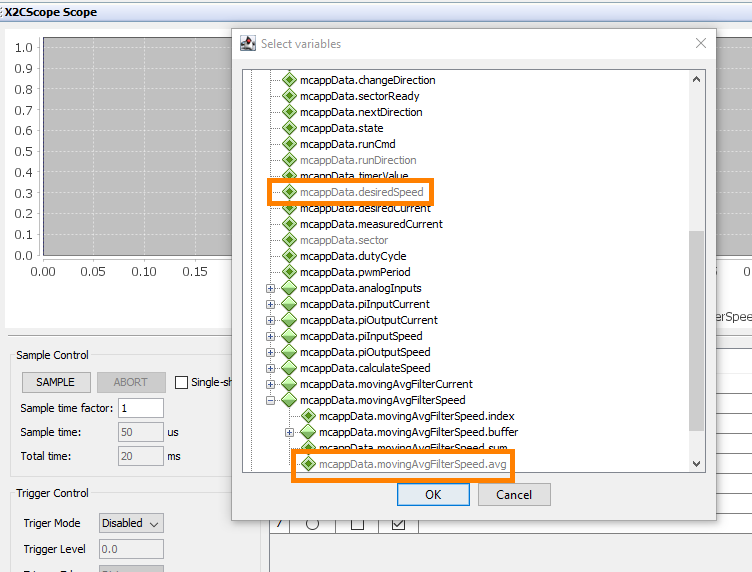 X2CScope Scope
Select variables
1.0
0.9
0.8
0.7
0.6
0.5
0.4
0.3
0.2
0.1
0.0
0.00 0.05 0.10 0.15
mcappData.changeDirection
mcappData.sectorReady
mcappData.nextDirection
mcappData.state
mcappData.runCmd
mcappData.runDirection
mcappData.timerValue
mcappData.desiredSpeed
mcappData.desiredCurrent
mcappData.measuredCurrent
mcappData.sector
mcappData.dutyCycle
mcappData.pwmPeriod
mcappData.analogInputs
mcappData.piInputCurrent
mcappData.piOutputCurrent
mcappData.piInputSpeed
mcappData.piOutputSpeed
mcappData.calculateSpeed
mcappData.movingAvgFilterCurrent
mcappData.movingAvgFilterSpeed
mcappData.movingAvgFilterSpeed.index
mcappData.movingAvgFilterSpeed.buffer
mcappData.movingAvgFilterSpeed.sum
mcappData.movingAvgFilterSpeed.avg
OK Cancel
Sample Control
SAMPLE ABORT Single-sh
Sample time factor: 1
Sample time: 50 us
Total time: 20 ms
Trigger Control
Triger Mode Disabled
Trigger Level 0.0
7